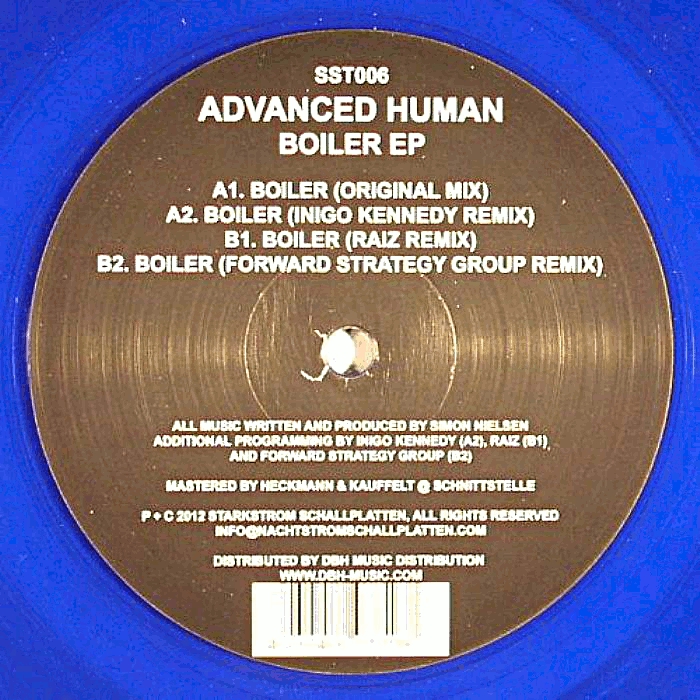 SST006
ADVANCED HUMAN
BOILER EP
A1. BOILER (ORIGINAL MIX)
A2. BOILER (INIGO KENNEDY REMIX)
B1. BOILER (RAIZ REMIX)
B2. BOILER (FORWARD STRATEGY GROUP REMIX)
ALL MUSIC WRITTEN AND PRODUCED BY SIMON NIELSEN
ADDITIONAL PROGRAMMING BY INIGO KENNEDY (A2), RAIZ (B1)
AND FORWARD STRATEGY GROUP (B2)
MASTERED BY HECKMANN & KAUFFELT @ SCHNITTSTELLE
P + C 2012 STARKSTROM SCHALLPLATTEN, ALL RIGHTS RESERVED
INFO@NACHTSTROMSCHALLPLATTEN.COM
DISTRIBUTED BY DBH MUSIC DISTRIBUTION
WWW.DBH-MUSIC.COM